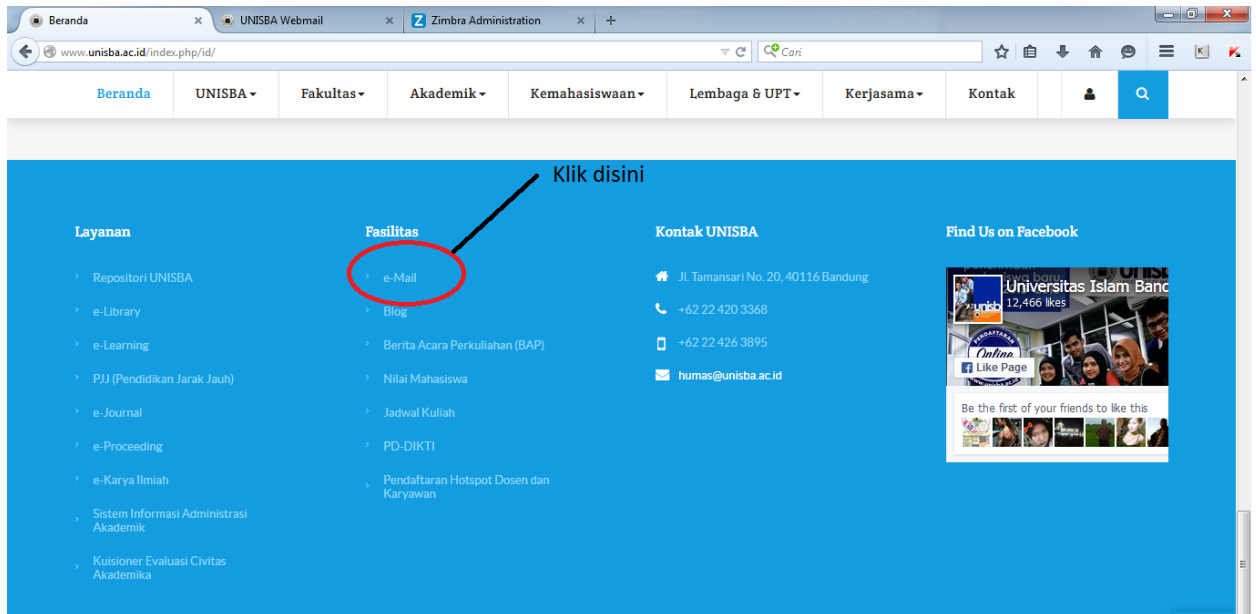 Beranda
UNISBA Webmail
Zimbra Administration
www.unisba.ac.id/index.php/id/
Cari
Beranda
UNISBA
Fakultas
Akademik
Kemahasiswaan
Lembaga & UPT
Kerjasama
Kontak
Klik disini
Layanan
Repositori UNISBA
e-Library
e-Learning
PJJ (Pendidikan Jarak Jauh)
e-Journal
e-Proceeding
e-Karya Ilmiah
Sistem Informasi Administrasi
Akademik
Kuisioner Evaluasi Civitas
Akademika
Fasilitas
e-Mail
Blog
Berita Acara Perkuliahan (BAP)
Nilai Mahasiswa
Jadwal Kuliah
PD-DIKTI
Pendaftaran Hotspot Dosen dan
Karyawan
Kontak UNISBA
Jl. Tamansari No. 20, 40116 Bandung
+62 22 420 3368
+62 22 426 3895
humas@unisba.ac.id
Find Us on Facebook
Universitas Islam Banc
12,466 likes
unisb
PENDAFTARAN
Online
Like Page
Be the first of your friends to like this